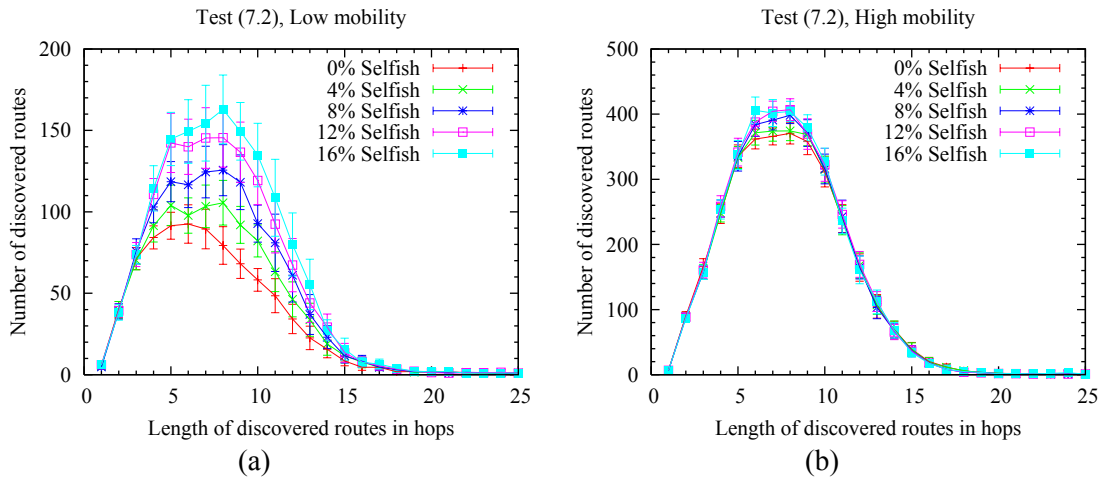 Test (7.2), Low mobility
200
150
100
50
0
0 5 10 15 20 25
Number of discovered routes
Length of discovered routes in hops
0% Selfish
4% Selfish
8% Selfish
12% Selfish
16% Selfish
(a)
Test (7.2), High mobility
500
400
300
200
100
0
0 5 10 15 20 25
Number of discovered routes
Length of discovered routes in hops
0% Selfish
4% Selfish
8% Selfish
12% Selfish
16% Selfish
(b)